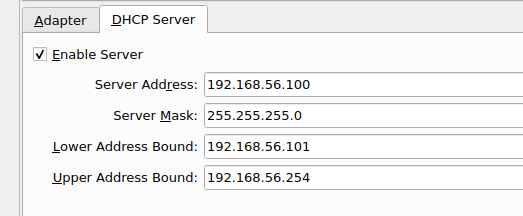 Adapter DHCP Server
Enable Server
Server Address: 192.168.56.100
Server Mask: 255.255.255.0
Lower Address Bound: 192.168.56.101
Upper Address Bound: 192.168.56.254